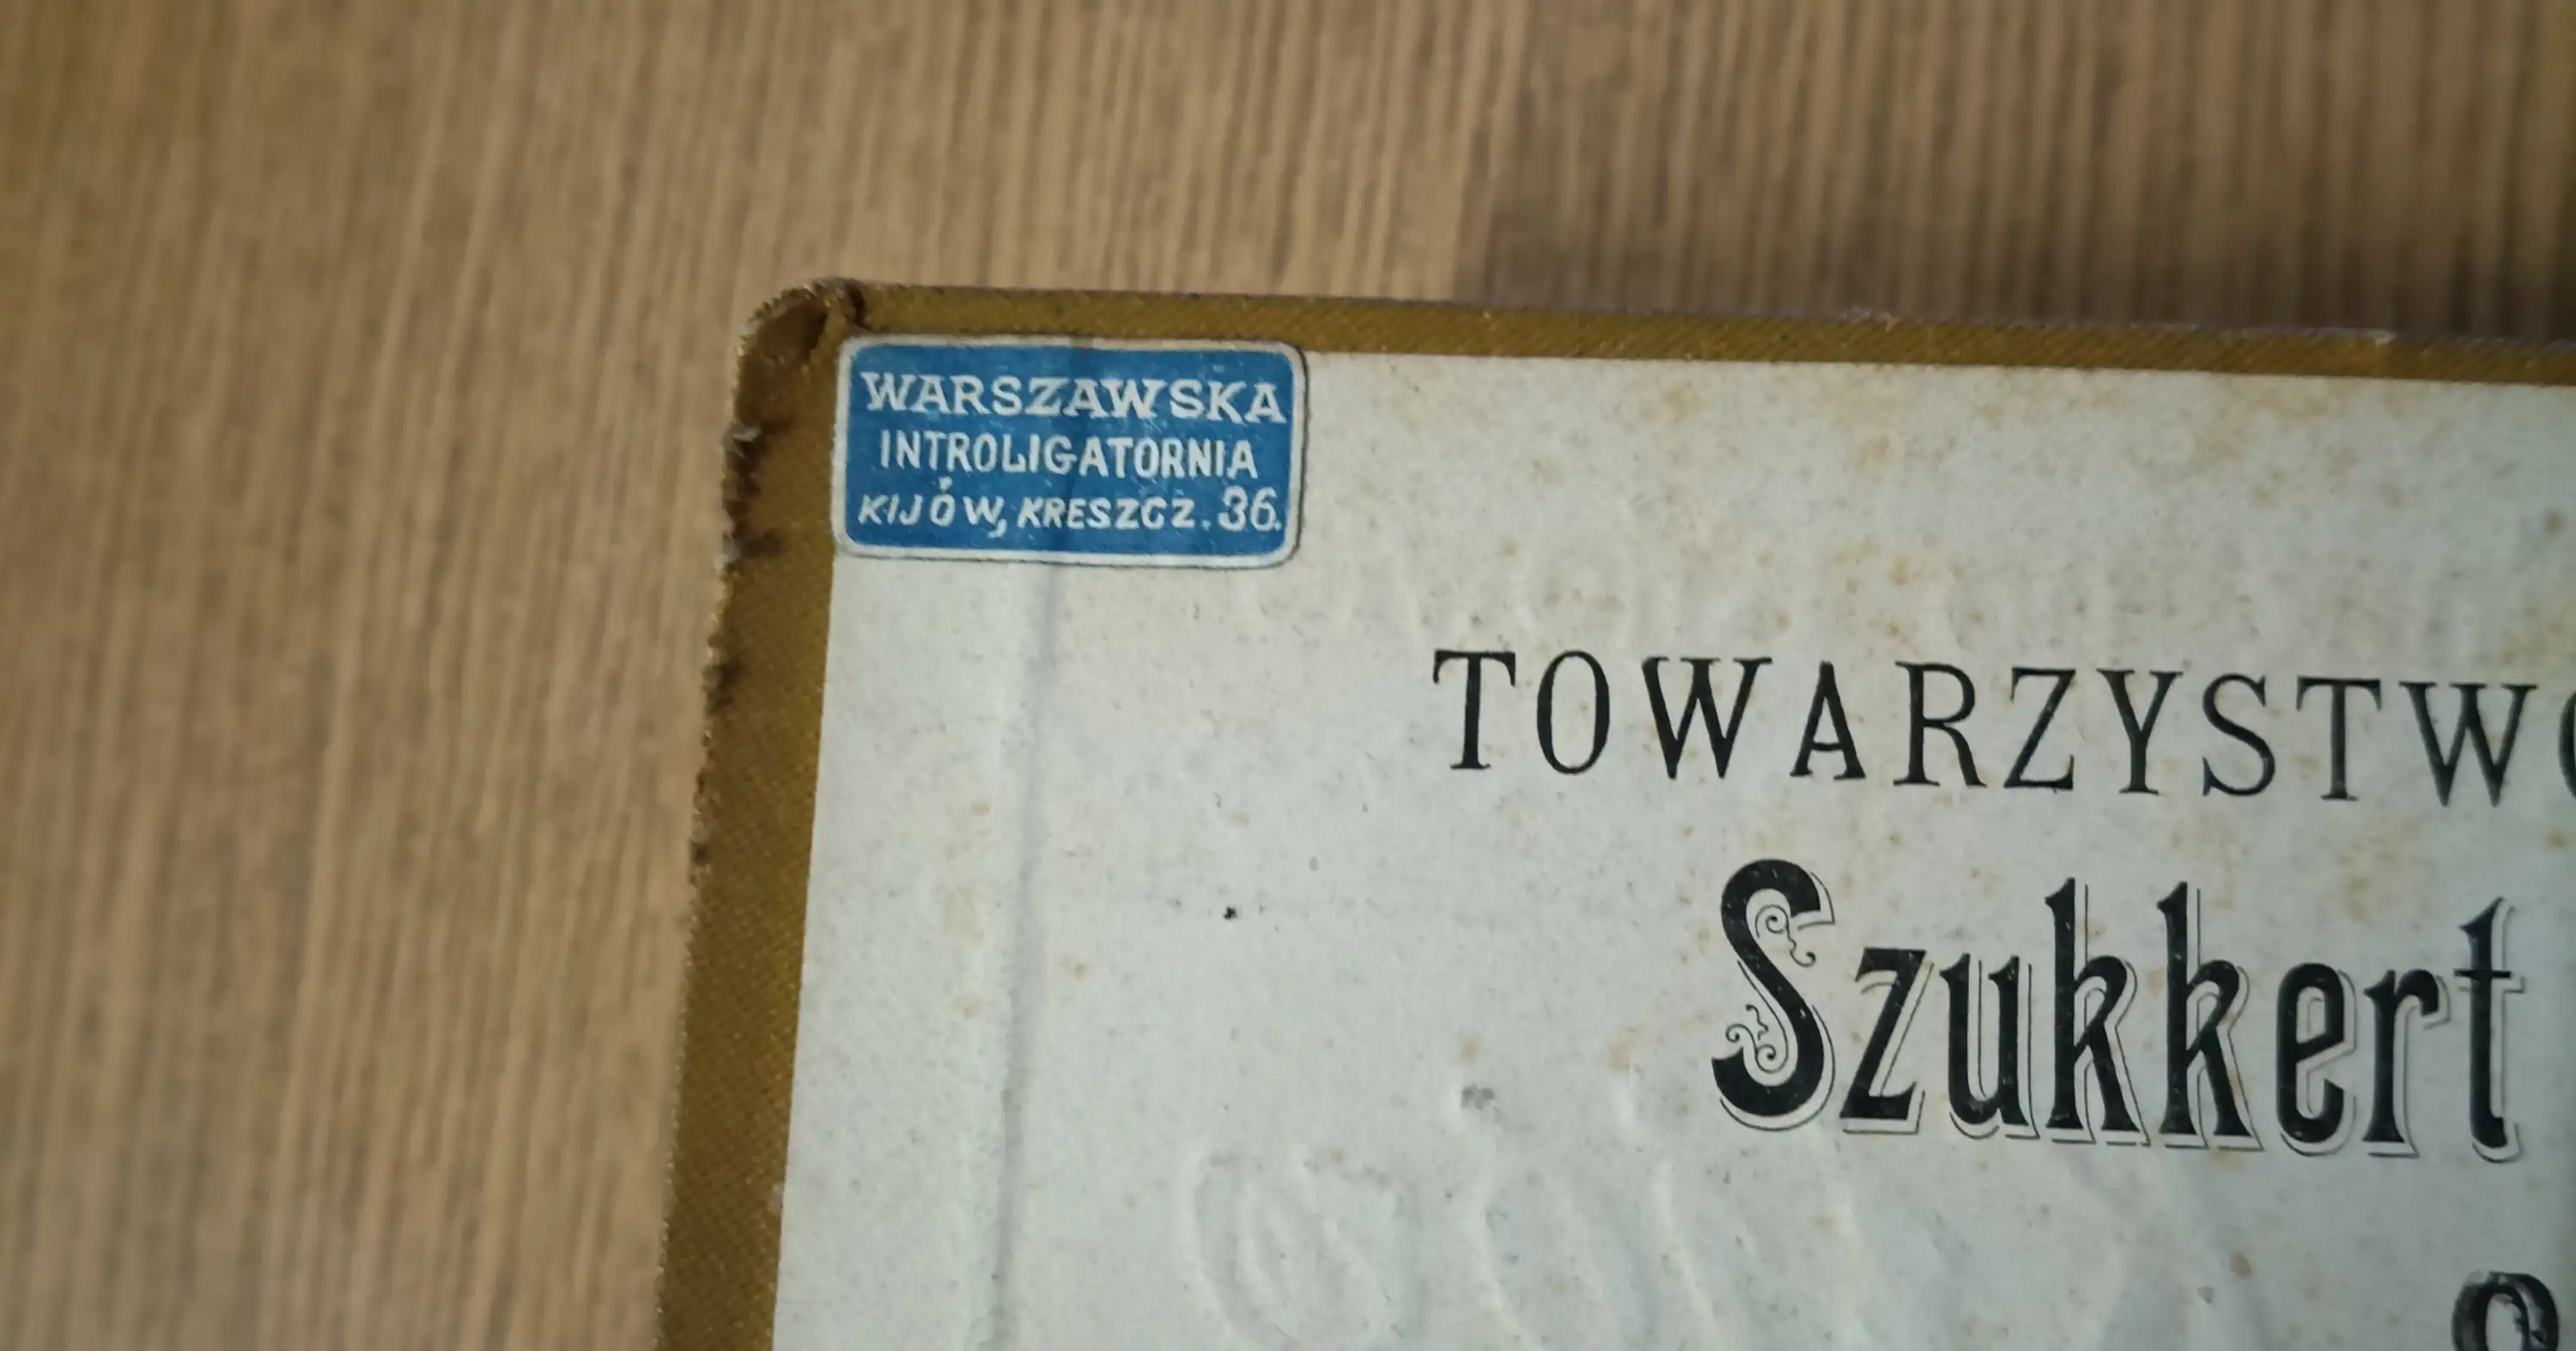 WARSZAWSKA
INTROLIGATORNIA
KIJÓW, KRESZCZ. 36.
TOWARZYSTWO
Szukkert